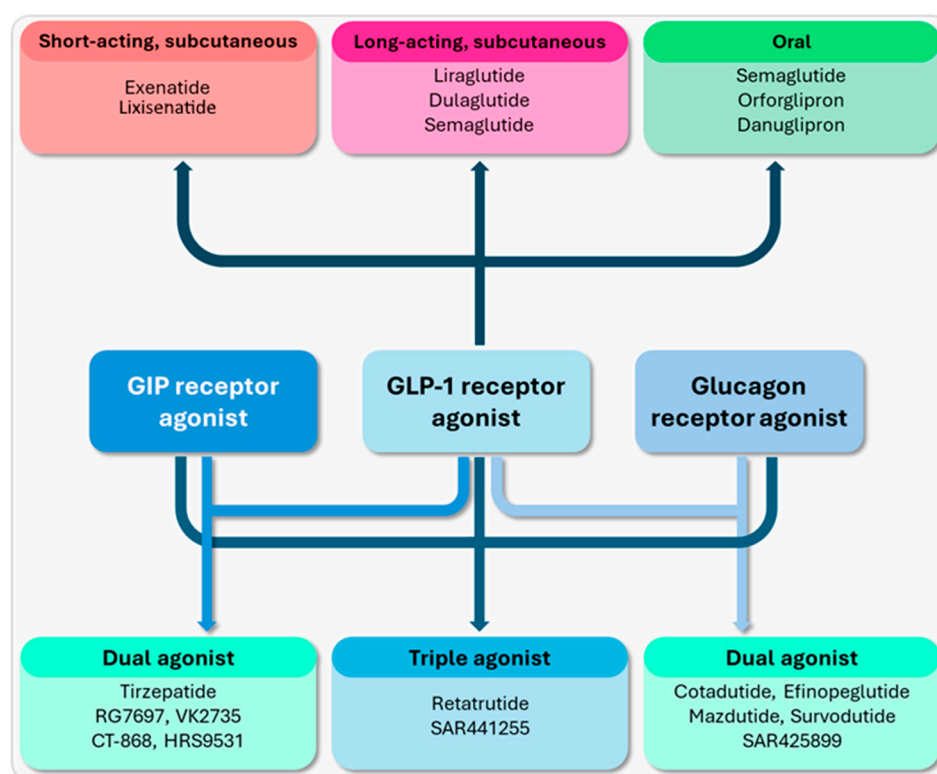 Short-acting, subcutaneous
Exenatide
Lixisenatide
Long-acting, subcutaneous
Liraglutide
Dulaglutide
Semaglutide
Oral
Semaglutide
Orforglipron
Danuglipron
GIP receptor
agonist
GLP-1 receptor
agonist
Glucagon
receptor agonist
Dual agonist
Tirzepatide
RG7697, VK2735
CT-868, HRS9531
Triple agonist
Retatrutide
SAR441255
Dual agonist
Cotadutide, Efinopeglutide
Mazdutide, Survodutide
SAR425899